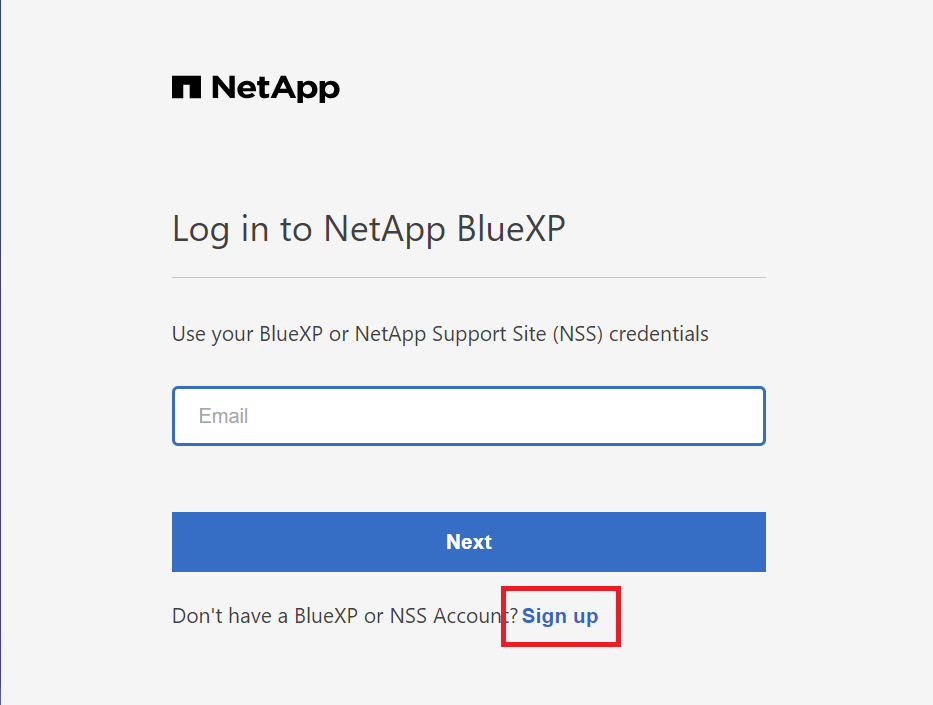 NetApp
Log in to NetApp BlueXP
Use your BlueXP or NetApp Support Site (NSS) credentials
Email
Next
Don't have a BlueXP or NSS Account? Sign up